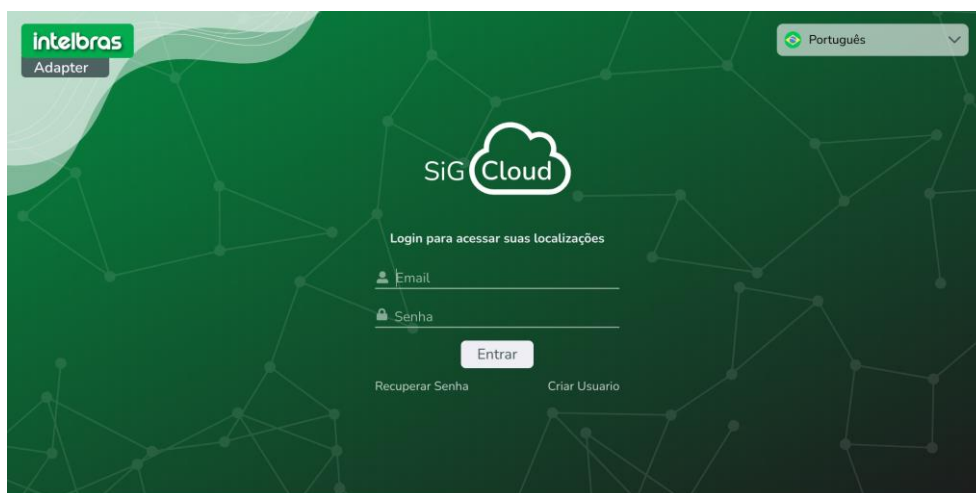 intelbras
Adapter
Português
SiG Cloud
Login para acessar suas localizações
Email
Senha
Entrar
Recuperar Senha
Criar Usuario